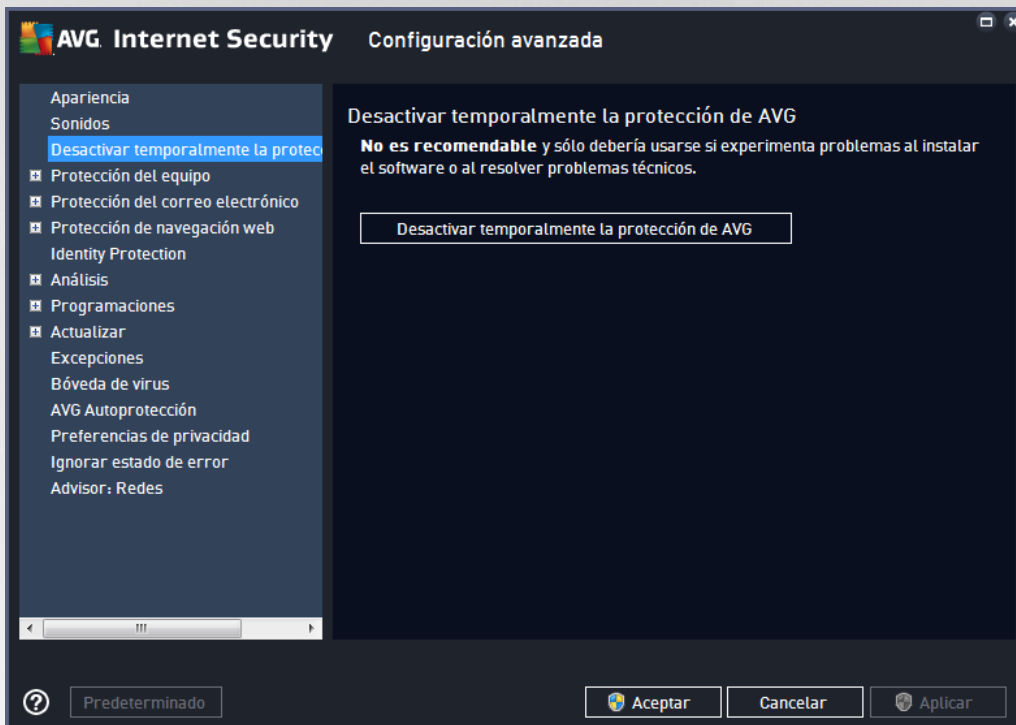 AVG Internet Security Configuración avanzada
Apariencia
Sonidos
Desactivar temporalmente la protec
Protección del equipo
Protección del correo electrónico
Protección de navegación web
Identity Protection
Análisis
Programaciones
Actualizar
Excepciones
Bóveda de virus
AVG Autoprotección
Preferencias de privacidad
Ignorar estado de error
Advisor: Redes
Desactivar temporalmente la protección de AVG
No es recomendable y sólo debería usarse si experimenta problemas al instalar
el software o al resolver problemas técnicos.
Desactivar temporalmente la protección de AVG
Predeterminado
Aceptar
Cancelar
Aplicar